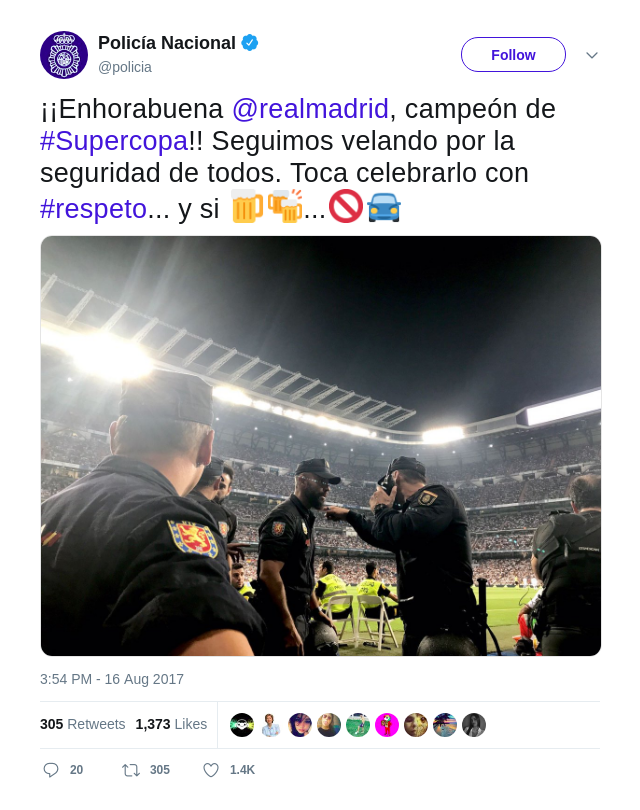 Policía Nacional
@policia
Follow
¡¡Enhorabuena @realmadrid, campeón de
#Supercopa!! Seguimos velando por la
seguridad de todos. Toca celebrarlo con
#respeto... y si 🍺🍻...🚫🚘
3:54 PM - 16 Aug 2017
305 Retweets 1,373 Likes
20 305 1.4K